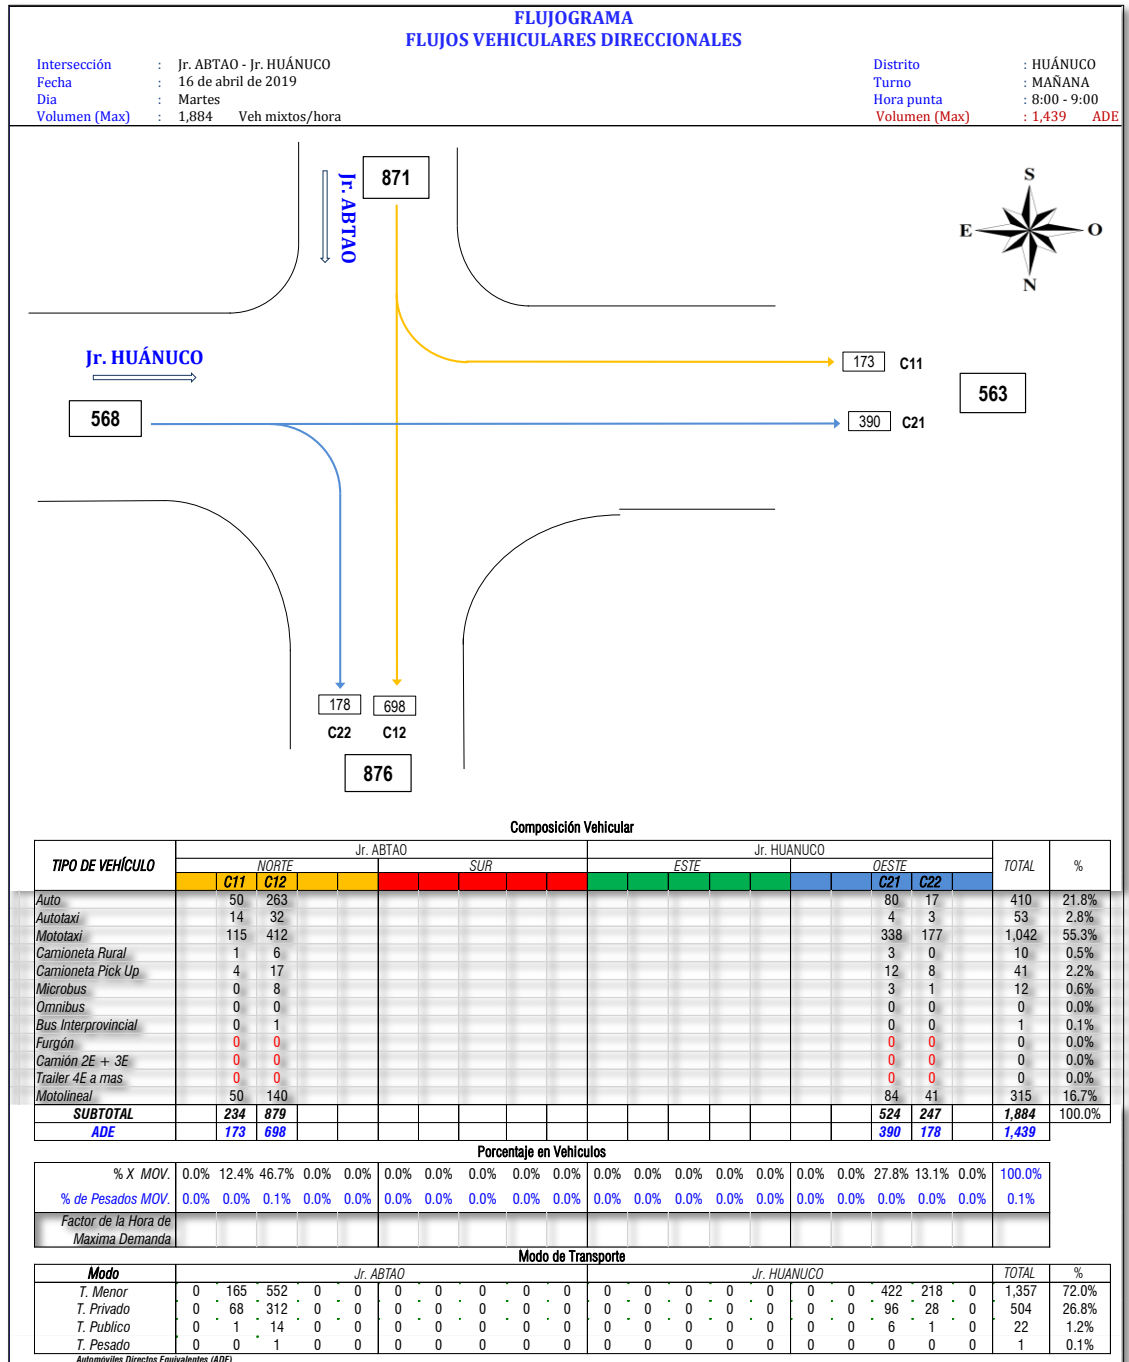 FLUJOGRAMA
FLUJOS VEHICULARES DIRECCIONALES
Intersección : Jr. ABTAO - Jr. HUÁNUCO Distrito : HUÁNUCO
Fecha : 16 de abril de 2019 Turno : MAÑANA
Dia : Martes Hora punta : 8:00 - 9:00
Volumen (Max) : 1,884 Veh mixtos/hora Volumen (Max) : 1,439 ADE
871
Jr. ABTAO
S
E O
N
Jr. HUÁNUCO
173 C11
563
568
390 C21
178 698
C22 C12
876
Composición Vehicular
TIPO DE VEHÍCULO Jr. ABTAO Jr. HUANUCO TOTAL %
NORTE SUR ESTE OESTE
C11 C12 C21 C22
Auto 50 263 80 17 410 21.8%
Autotaxi 14 32 4 3 53 2.8%
Mototaxi 115 412 338 177 1,042 55.3%
Camioneta Rural 1 6 3 0 10 0.5%
Camioneta Pick Up 4 17 12 8 41 2.2%
Microbus 0 8 3 1 12 0.6%
Omnibus 0 0 0 0 0 0.0%
Bus Interprovincial 0 1 0 0 1 0.1%
Furgón 0 0 0 0 0 0.0%
Camión 2E + 3E 0 0 0 0 0 0.0%
Trailer 4E a mas 0 0 0 0 0 0.0%
Motolineal 50 140 84 41 315 16.7%
SUBTOTAL 234 879 524 247 1,884 100.0%
ADE 173 698 390 178 1,439
Porcentaje en Vehiculos
% X MOV. 0.0% 12.4% 46.7% 0.0% 0.0% 0.0% 0.0% 0.0% 0.0% 0.0% 0.0% 0.0% 0.0% 0.0% 0.0% 0.0% 0.0% 27.8% 13.1% 0.0% 100.0%
% de Pesados MOV. 0.0% 0.0% 0.1% 0.0% 0.0% 0.0% 0.0% 0.0% 0.0% 0.0% 0.0% 0.0% 0.0% 0.0% 0.0% 0.0% 0.0% 0.0% 0.0% 0.0% 0.1%
Factor de la Hora de
Maxima Demanda
Modo de Transporte
Modo Jr. ABTAO Jr. HUANUCO TOTAL %
T. Menor 0 165 552 0 0 0 0 0 0 0 0 0 0 0 0 0 0 422 218 0 1,357 72.0%
T. Privado 0 68 312 0 0 0 0 0 0 0 0 0 0 0 0 0 0 96 28 0 504 26.8%
T. Publico 0 1 14 0 0 0 0 0 0 0 0 0 0 0 0 0 0 6 1 0 22 1.2%
T. Pesado 0 0 1 0 0 0 0 0 0 0 0 0 0 0 0 0 0 0 0 0 1 0.1%
Automóviles Directos Equivalentes (ADE)